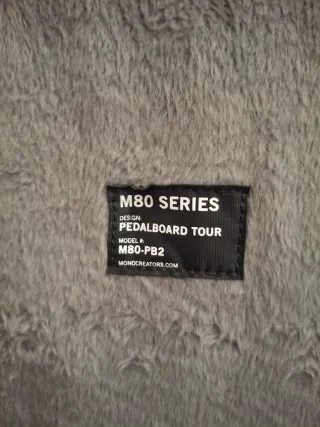 M80 SERIES
DESIGN:
PEDALBOARD TOUR
MODEL #:
M80-PB2
MONOCREATORS.COM